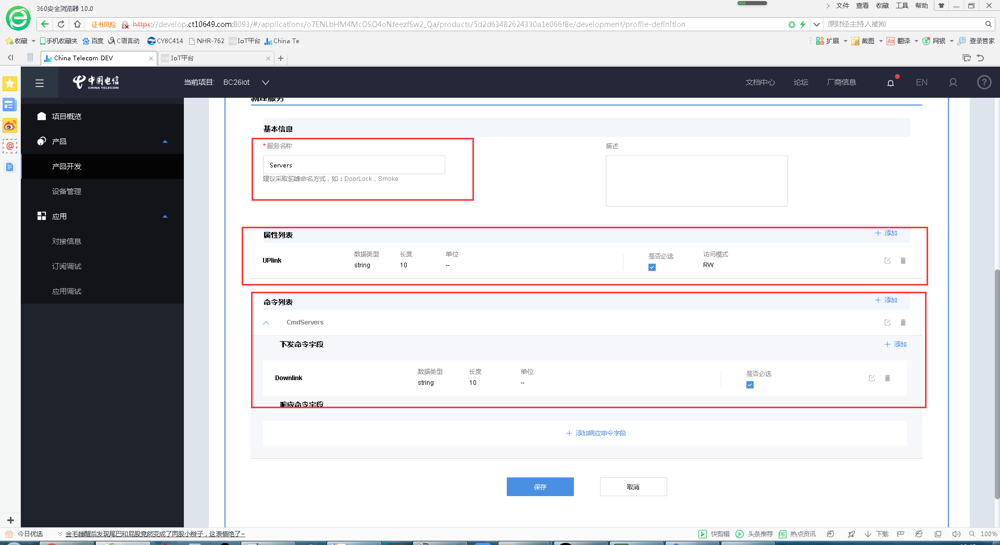 360安全浏览器 10.0
文件 查看 收藏 工具 帮助
证书风险 https://develop.ct10649.com:8093/#/applications/o7ENLbHM4McOSO4oNfeezfSw2_Qa/products/5d2d63482624330a1e066f8e/development/profile-definition
原财经主持人被拘
收藏 手机收藏夹 百度 C语言动 CY8C414 NHR-762 IoT平台 China Te
扩展 截图 翻译 网银 登录管家
China Telecom DEV
IoT平台
中国电信
CHINA TELECOM
当前项目: BC26iot
文档中心 论坛 厂商信息 EN
项目概览
产品
产品开发
设备管理
应用
对接信息
订阅调试
应用调试
新建服务
基本信息
*服务名称
描述
Servers
建议采取驼峰命名方式，如：DoorLock，Smoke
属性列表
添加
UPlink
数据类型 长度 单位 是否必选 访问模式
string 10 -- RW
命令列表
添加
CmdServers
下发命令字段
添加
Downlink
数据类型 长度 单位 是否必选
string 10 --
响应命令字段
添加响应命令字段
保存
取消
今日优选
金毛睡醒后发现尾巴和屁股竟然变成了两股小辫子，这表情绝了~
快剪辑 头条推荐 热点资讯 下载 100%